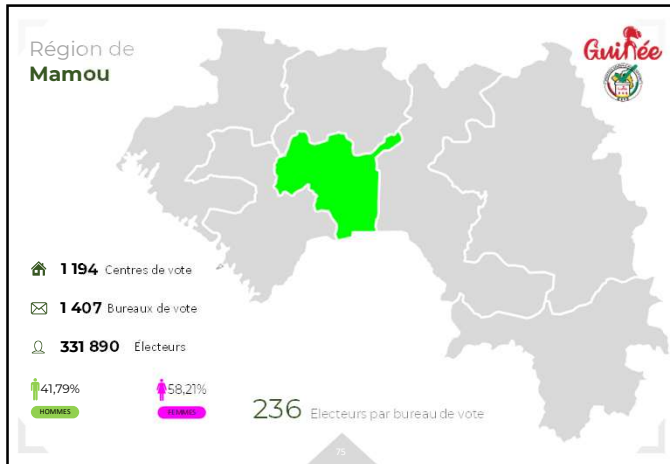 Région de
Mamou
Guinée
1 194 Centres de vote
1 407 Bureaux de vote
331 890 Électeurs
41,79%
HOMMES
58,21%
FEMMES
236 Electeurs par bureau de vote
75